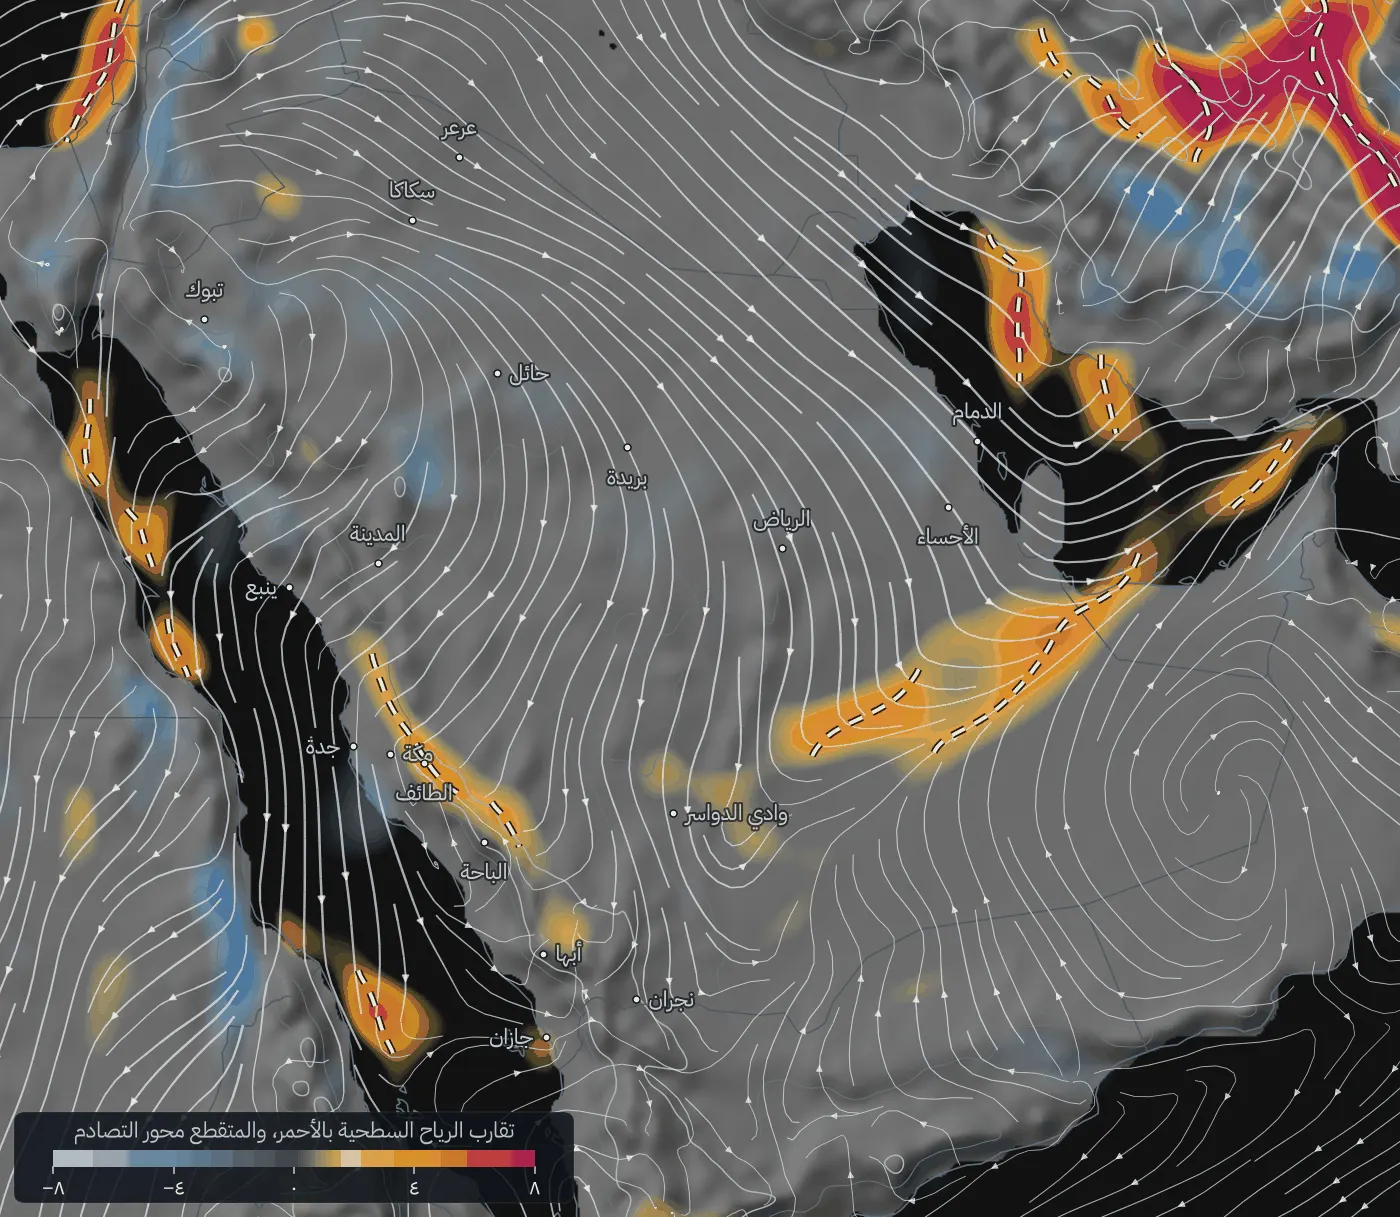 عرعر
سكاكا
تبوك
حائل
الدمام
بريدة
الرياض
المدينة
الأحساء
ينبع
جدة
مكة
الطائف
وادي الدواسر
الباحة
أبها
نجران
جازان
تقارب الرياح السطحية بالأحمر، والمتقطع محور التصادم
−٨ −٤ ٠ ٤ ٨